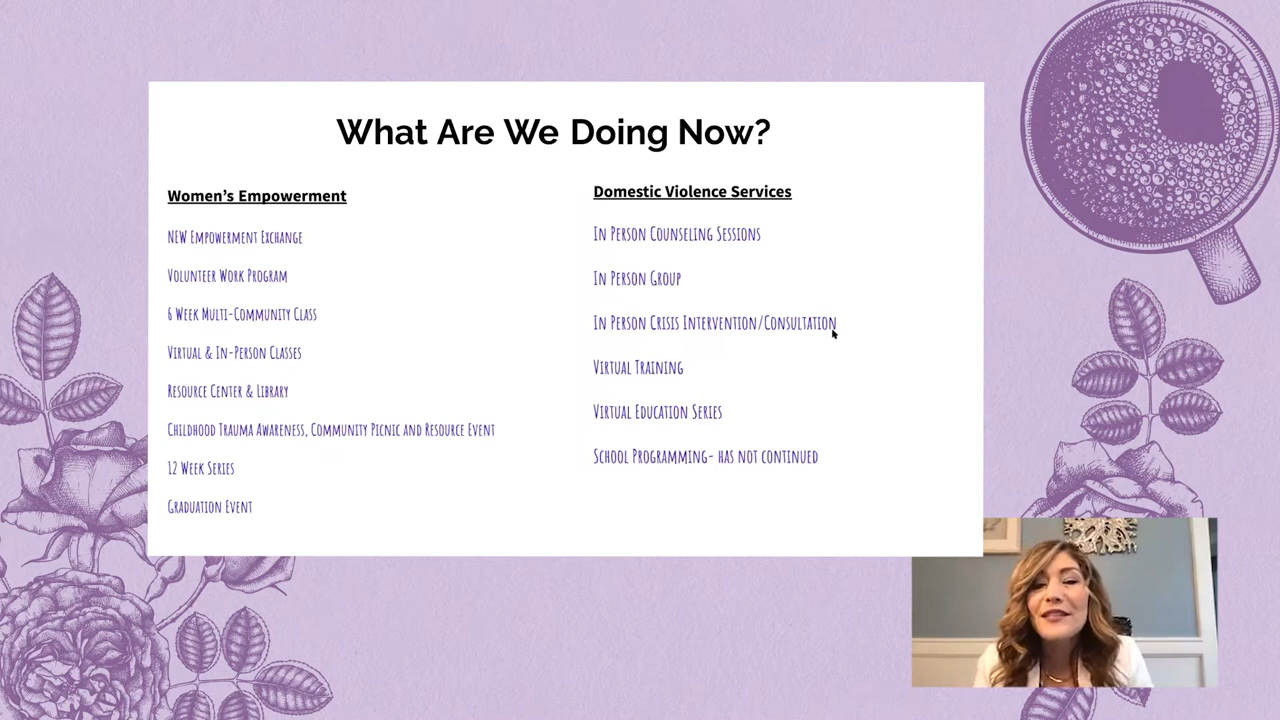 What Are We Doing Now?
Women's Empowerment
NEW Empowerment Exchange
Volunteer Work Program
6 Week Multi-Community Class
Virtual & In-Person Classes
Resource Center & Library
Childhood Trauma Awareness, Community Picnic and Resource Event
12 Week Series
Graduation Event
Domestic Violence Services
In Person Counseling Sessions
In Person Group
In Person Crisis Intervention/Consultation
Virtual Training
Virtual Education Series
School Programming- has not continued